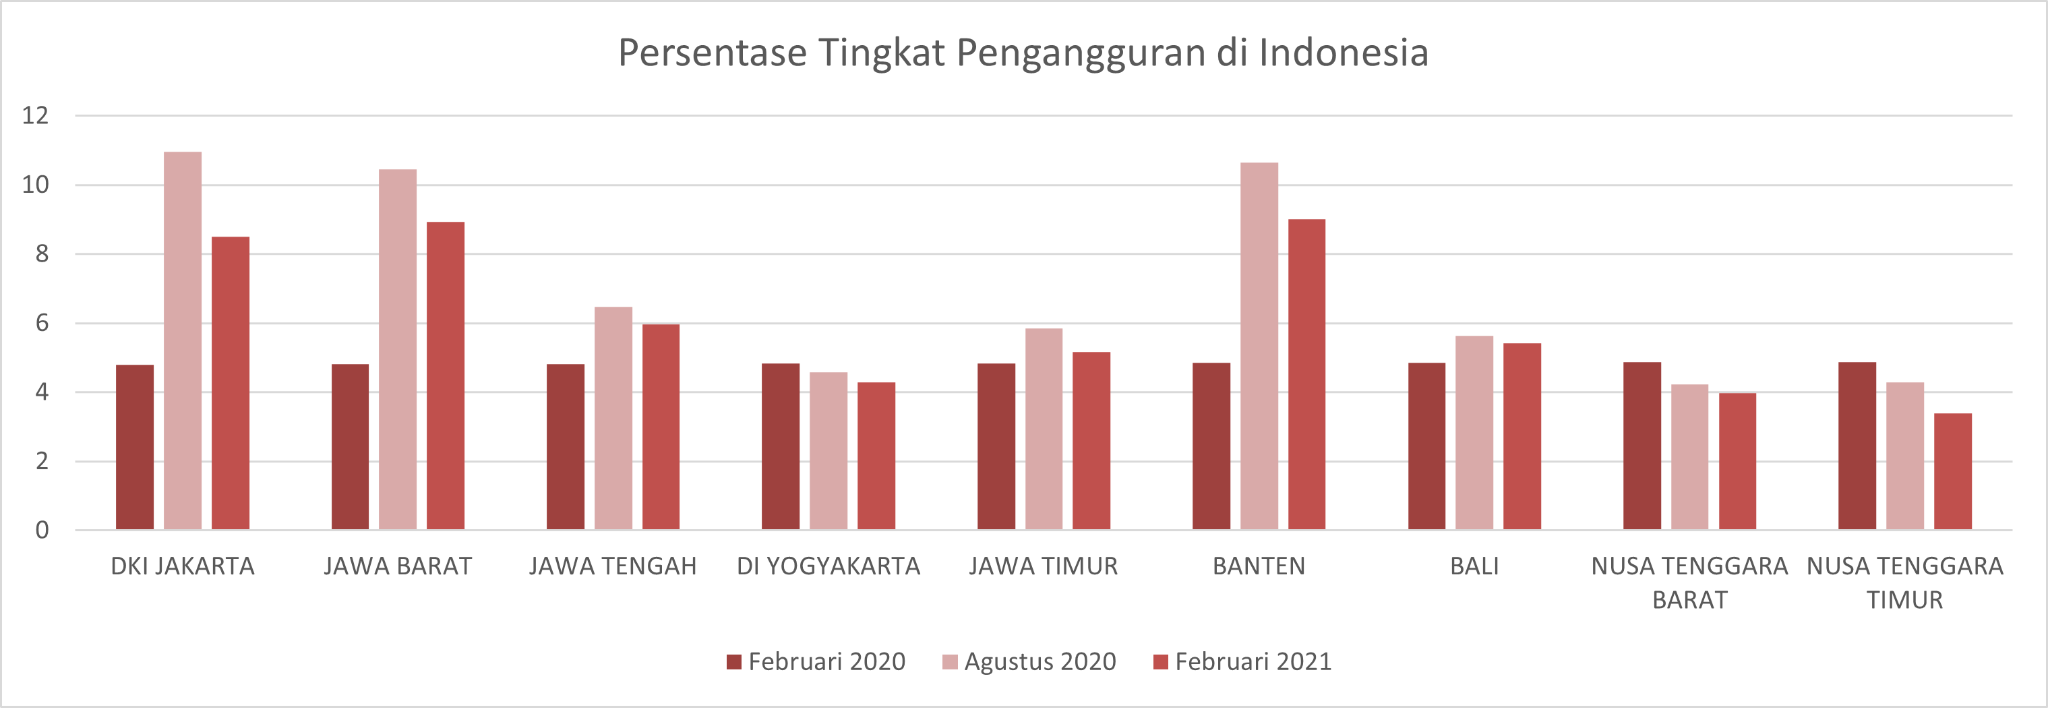 Persentase Tingkat Pengangguran di Indonesia
12
10
8
6
4
2
0
DKI JAKARTA
JAWA BARAT
JAWA TENGAH
DI YOGYAKARTA
JAWA TIMUR
BANTEN
BALI
NUSA TENGGARA
BARAT
NUSA TENGGARA
TIMUR
Februari 2020
Agustus 2020
Februari 2021